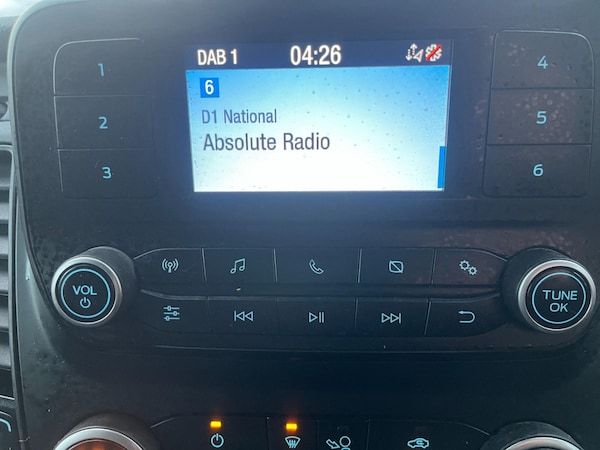 DAB 1 04:26
6
D1 National
Absolute Radio
1
2
3
4
5
6
VOL
TUNE
OK